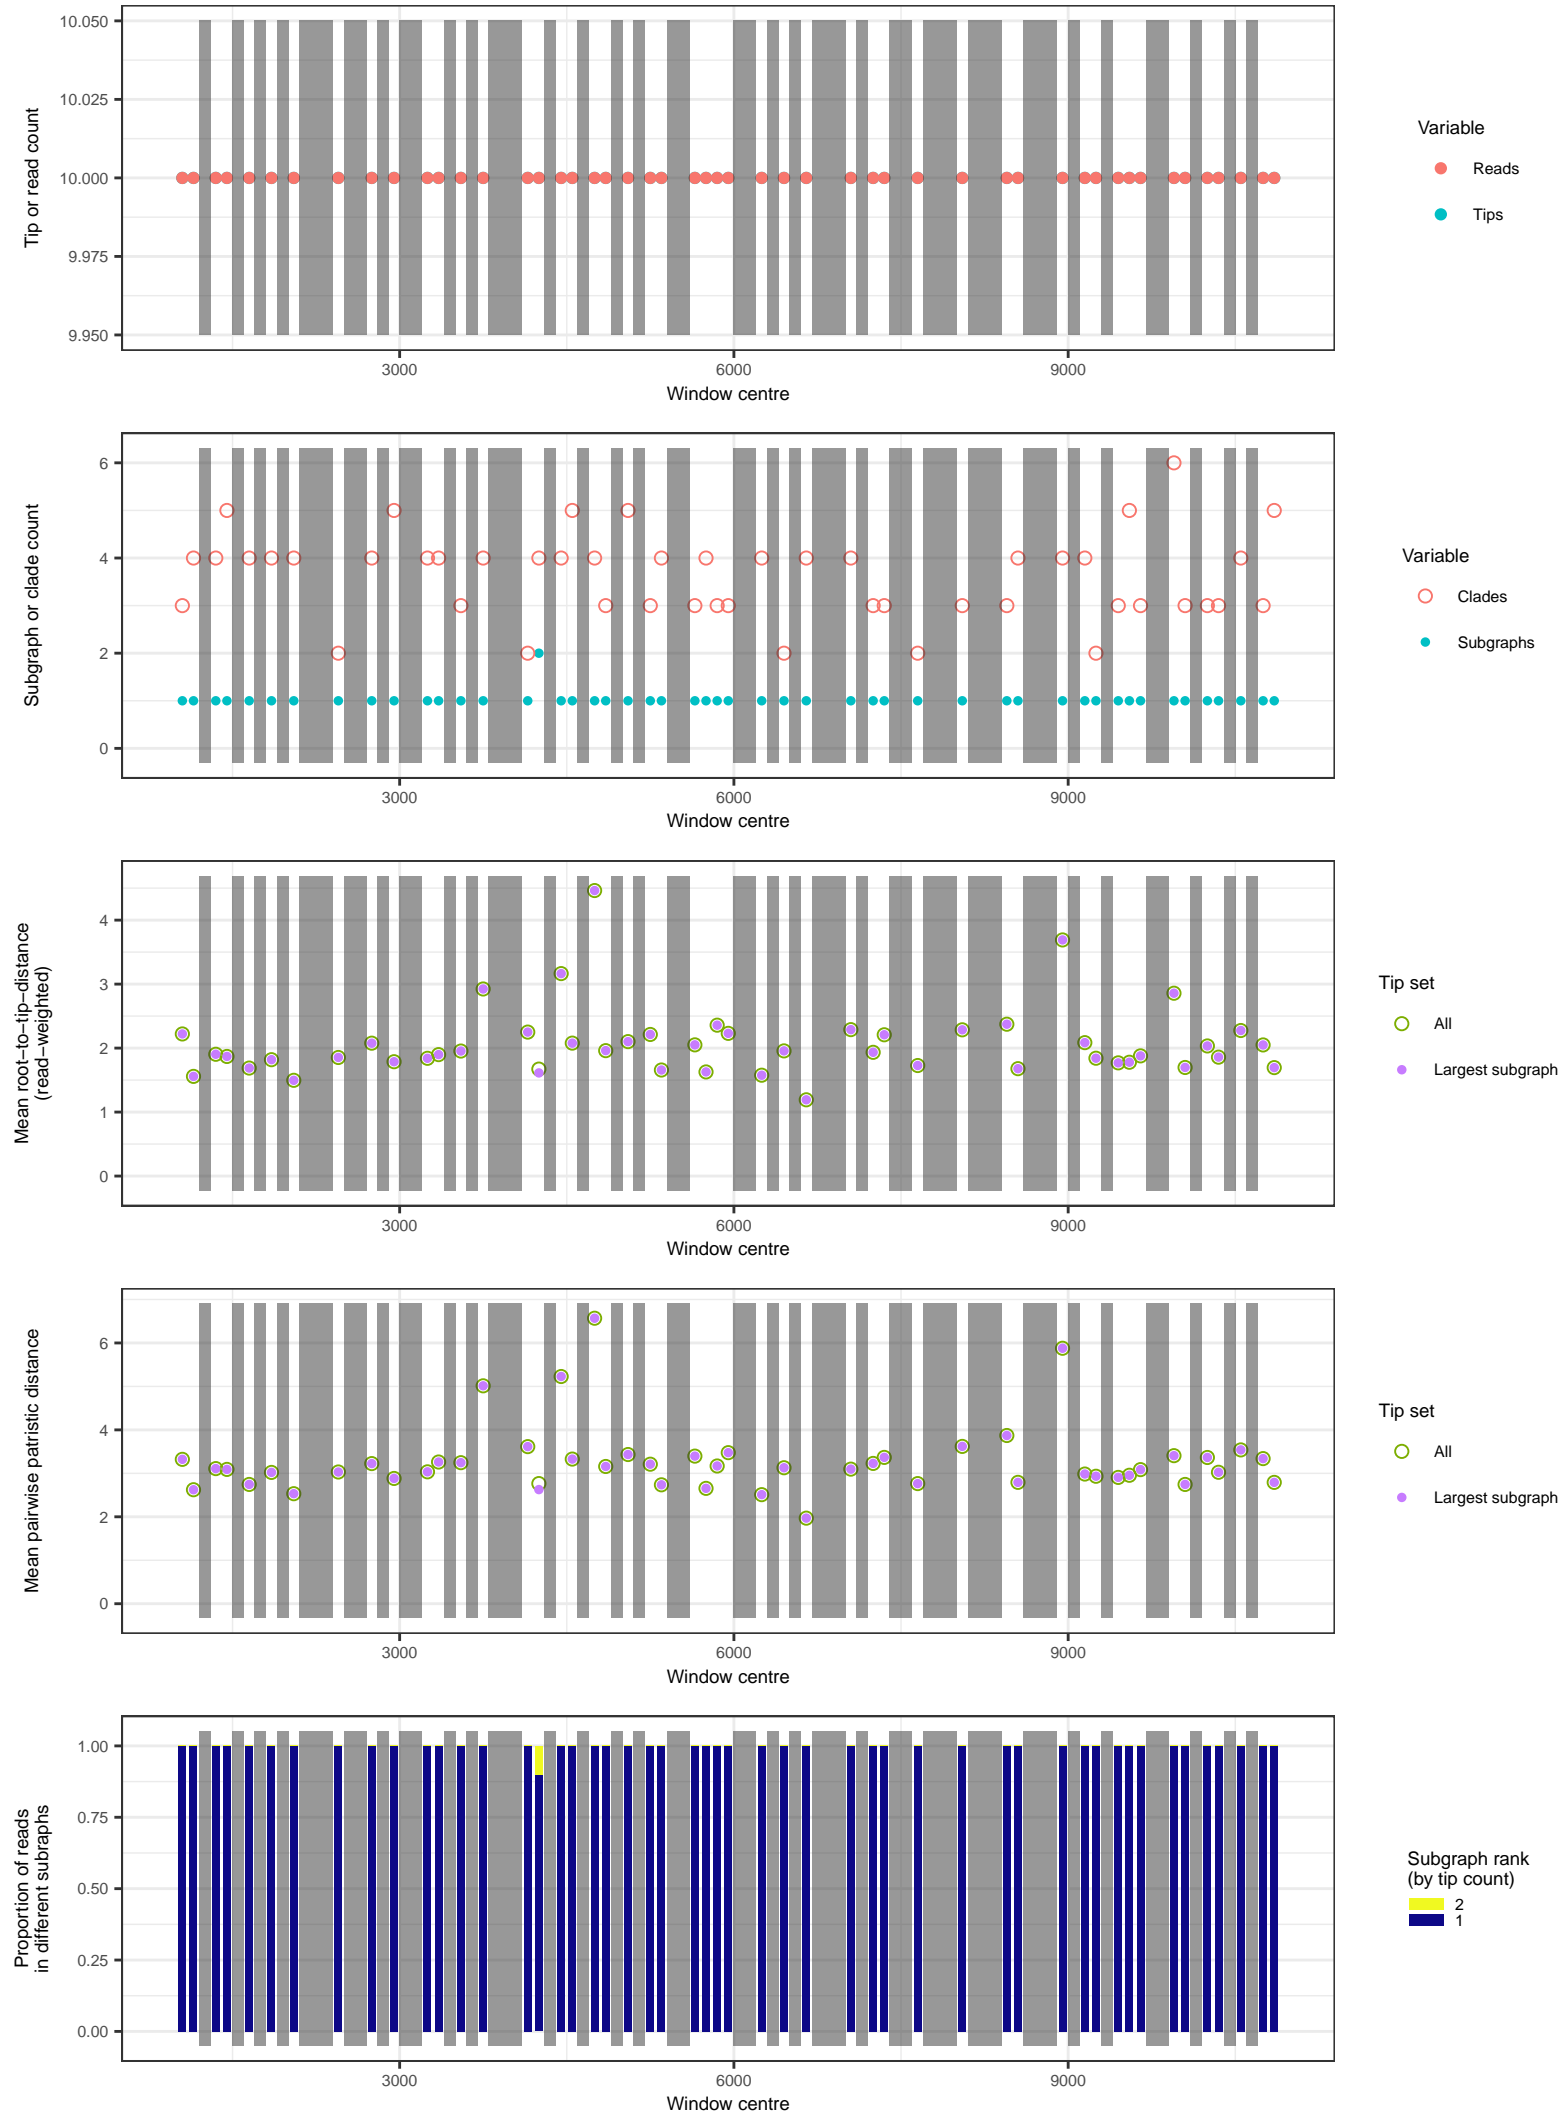 10.050
10.025
10.000
9.975
9.950
Tip or read count
3000
6000
9000
Window centre
Variable
Reads
Tips
6
4
2
0
Subgraph or clade count
3000
6000
9000
Window centre
Variable
Clades
Subgraphs
4
3
2
1
0
Mean root−to−tip−distance
(read−weighted)
3000
6000
9000
Window centre
Tip set
All
Largest subgraph
6
4
2
0
Mean pairwise patristic distance
3000
6000
9000
Window centre
Tip set
All
Largest subgraph
1.00
0.75
0.50
0.25
0.00
Proportion of reads
in different subraphs
3000
6000
9000
Window centre
Subgraph rank
(by tip count)
2
1